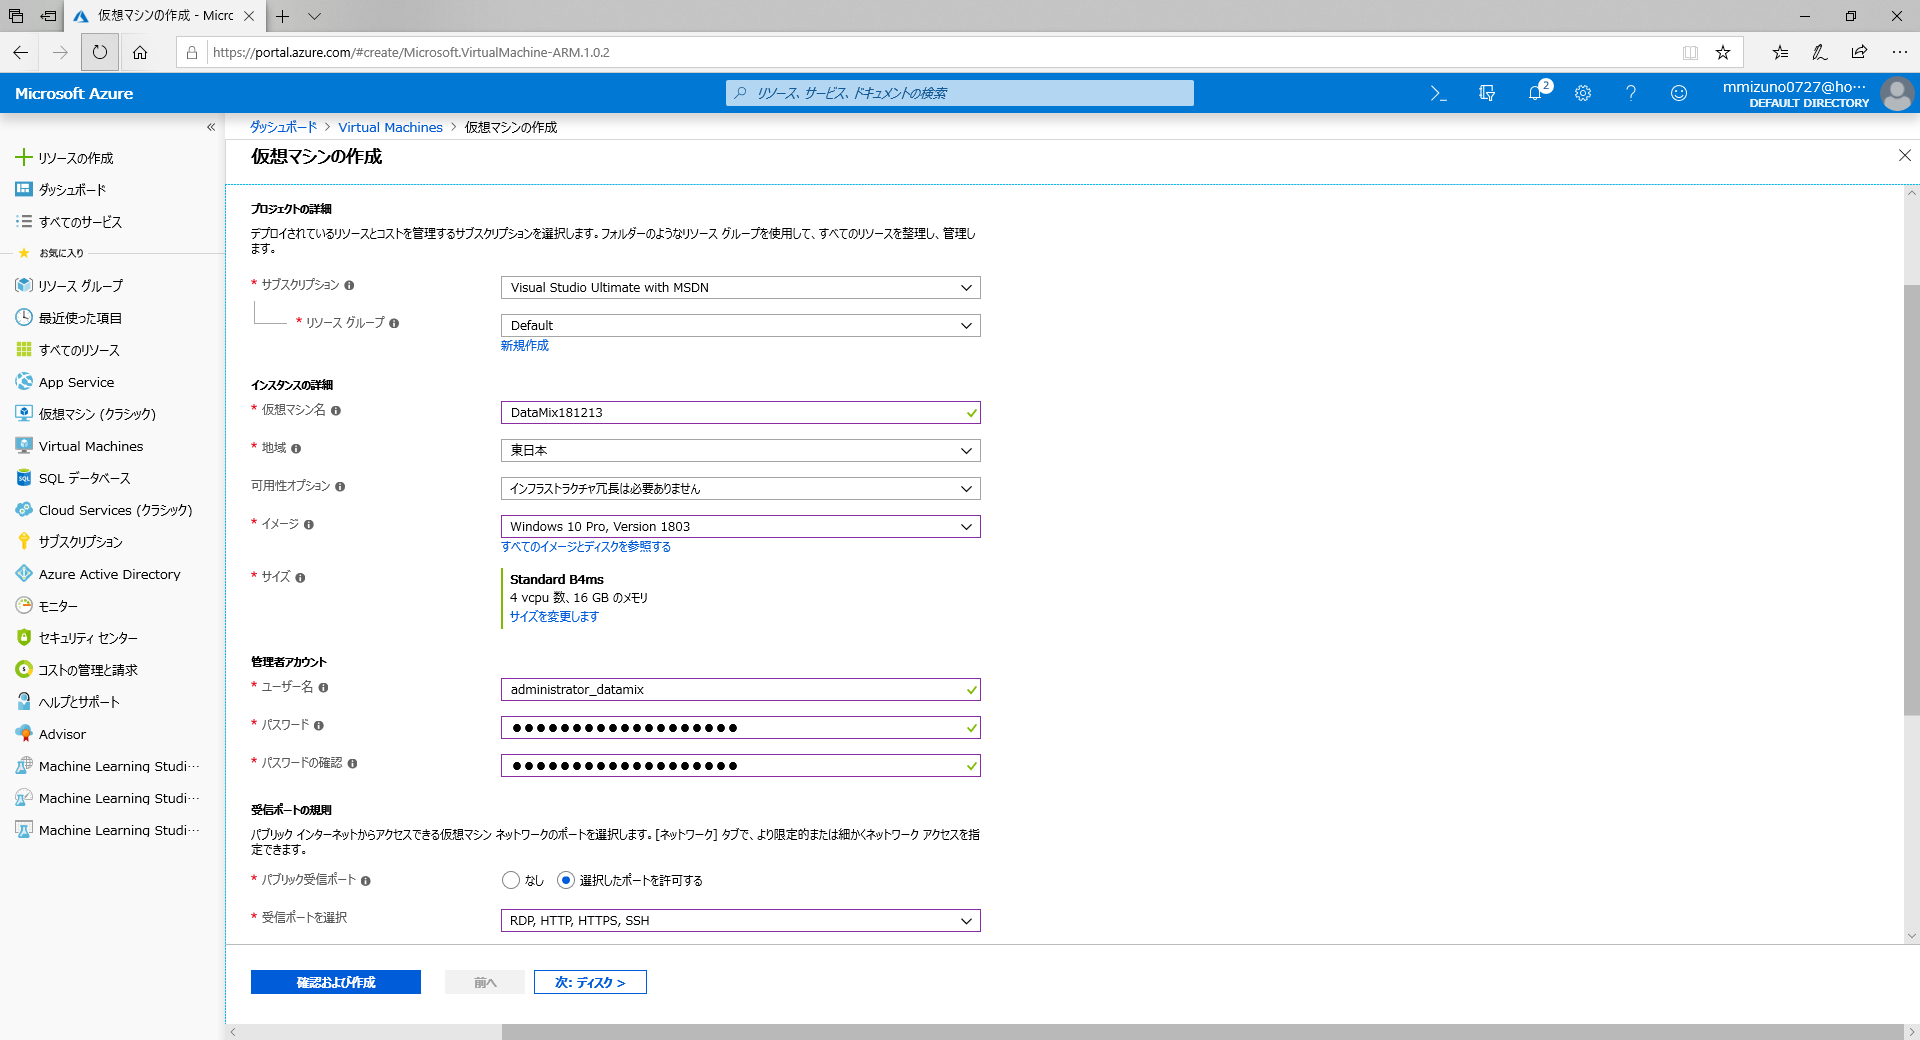 仮想マシンの作成 - Micro
https://portal.azure.com/#create/Microsoft.VirtualMachine-ARM.1.0.2
Microsoft Azure
リソース、サービス、ドキュメントの検索
2
mmizuno0727@ho…
DEFAULT DIRECTORY
ダッシュボード > Virtual Machines > 仮想マシンの作成
仮想マシンの作成
リソースの作成
ダッシュボード
すべてのサービス
お気に入り
リソース グループ
最近使った項目
すべてのリソース
App Service
仮想マシン (クラシック)
Virtual Machines
SQL データベース
Cloud Services (クラシック)
サブスクリプション
Azure Active Directory
モニター
セキュリティ センター
コストの管理と請求
ヘルプとサポート
Advisor
Machine Learning Studi…
Machine Learning Studi…
Machine Learning Studi…
プロジェクトの詳細
デプロイされているリソースとコストを管理するサブスクリプションを選択します。フォルダーのようなリソース グループを使用して、すべてのリソースを整理し、管理し
ます。
* サブスクリプション
Visual Studio Ultimate with MSDN
* リソース グループ
Default
新規作成
インスタンスの詳細
* 仮想マシン名
DataMix181213
* 地域
東日本
可用性オプション
インフラストラクチャ冗長は必要ありません
* イメージ
Windows 10 Pro, Version 1803
すべてのイメージとディスクを参照する
* サイズ
Standard B4ms
4 vcpu 数、16 GB のメモリ
サイズを変更します
管理者アカウント
* ユーザー名
administrator_datamix
* パスワード
●●●●●●●●●●●●●●●●●●●
* パスワードの確認
●●●●●●●●●●●●●●●●●●●
受信ポートの規則
パブリック インターネットからアクセスできる仮想マシン ネットワークのポートを選択します。[ネットワーク] タブで、より限定的または細かくネットワーク アクセスを指
定できます。
* パブリック受信ポート
なし
選択したポートを許可する
* 受信ポートを選択
RDP, HTTP, HTTPS, SSH
確認および作成
前へ
次: ディスク >